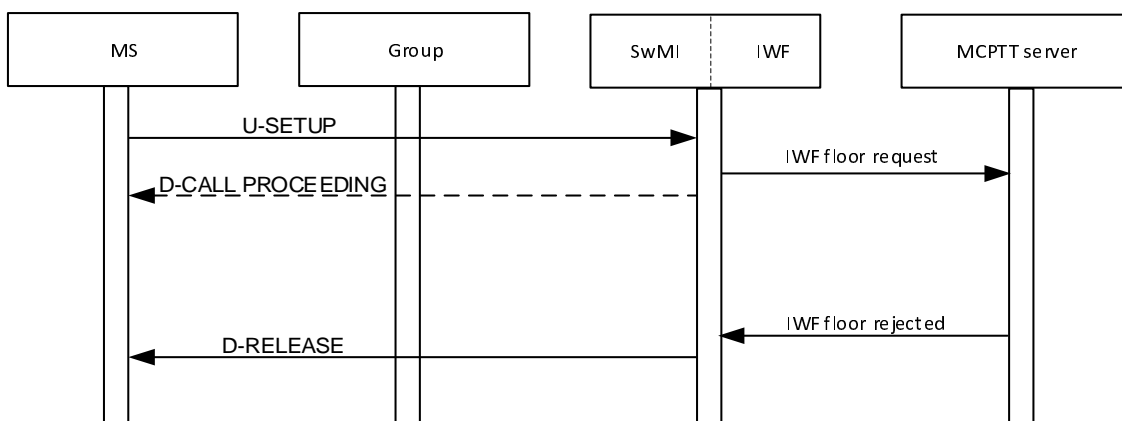 MS
Group
SwMI
IWF
MCPTT server
U-SETUP
IWF floor request
D-CALL PROCEEDING
IWF floor rejected
D-RELEASE